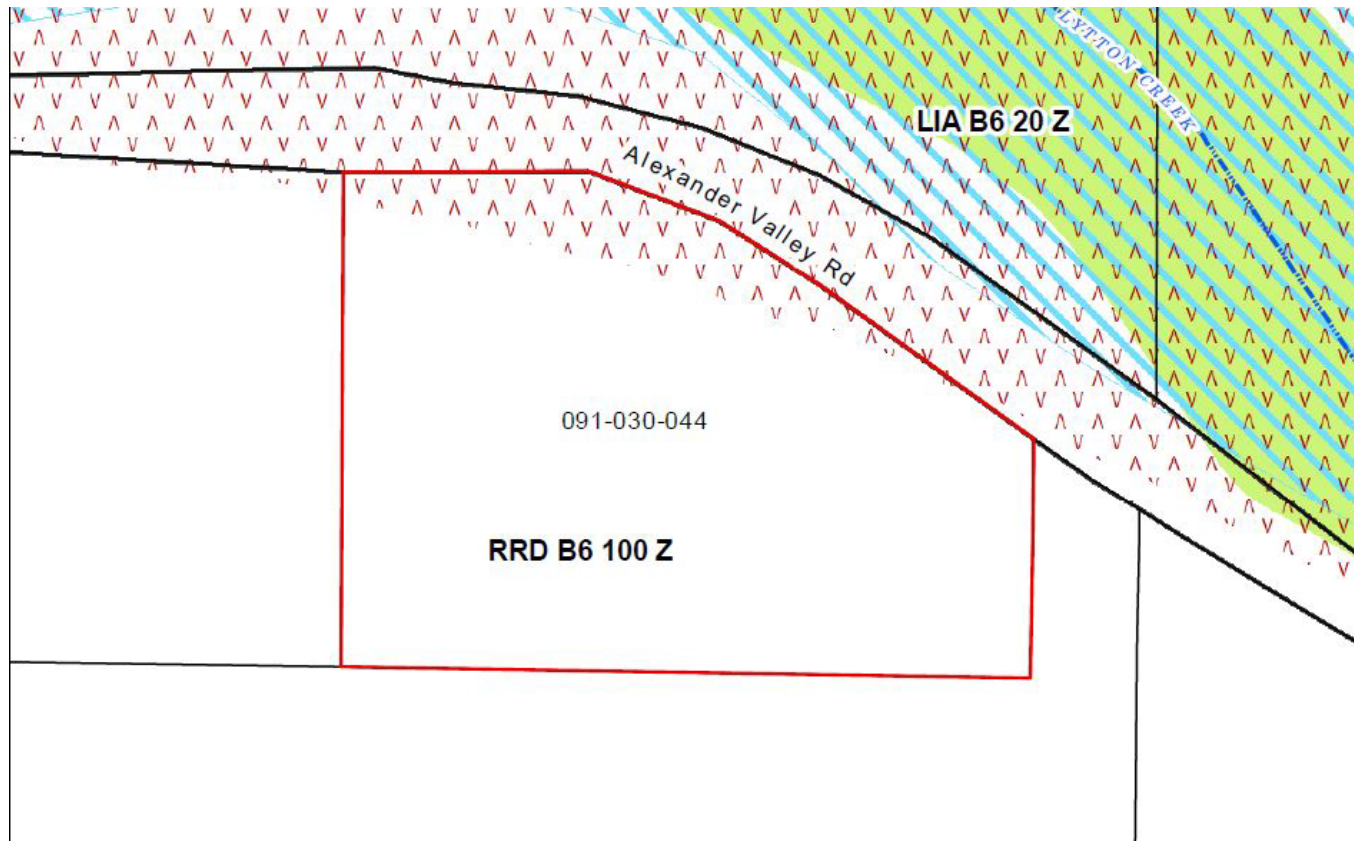 LYTTON CREEK
LIA B6 20 Z
Alexander Valley Rd
091-030-044
RRD B6 100 Z